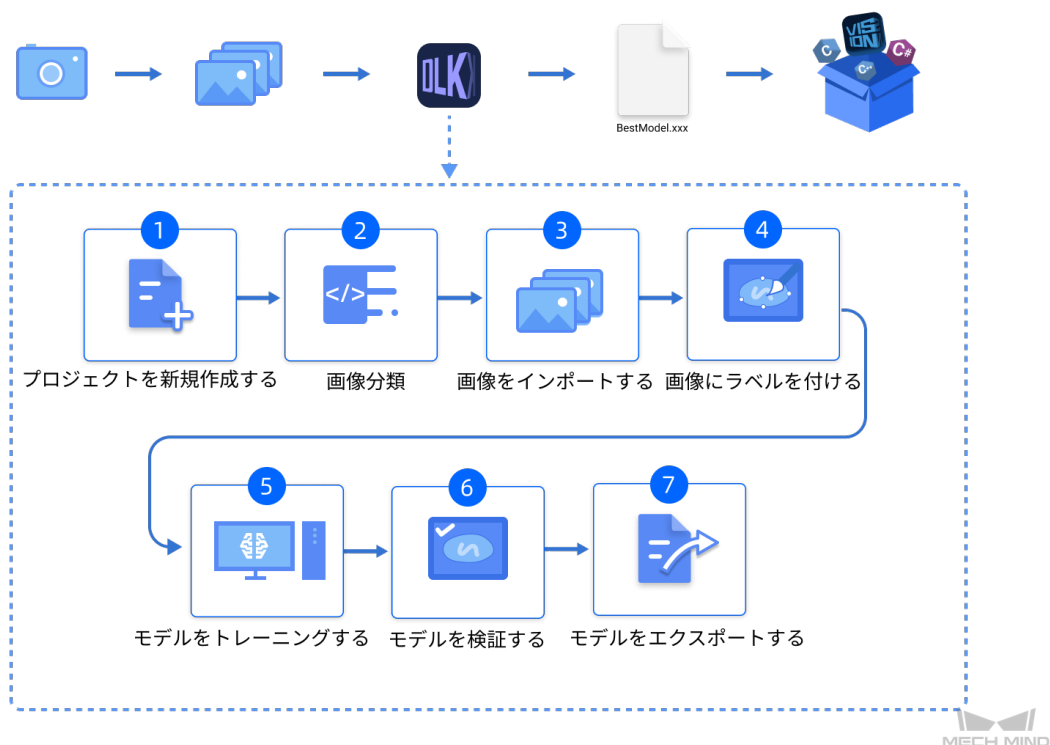 DLK
BestModel.xxx
VIS
ION
C
C#
C++
1
2
3
4
</>
プロジェクトを新規作成する
画像分類
画像をインポートする
画像にラベルを付ける
5
6
7
モデルをトレーニングする
モデルを検証する
モデルをエクスポートする
MECH MIND